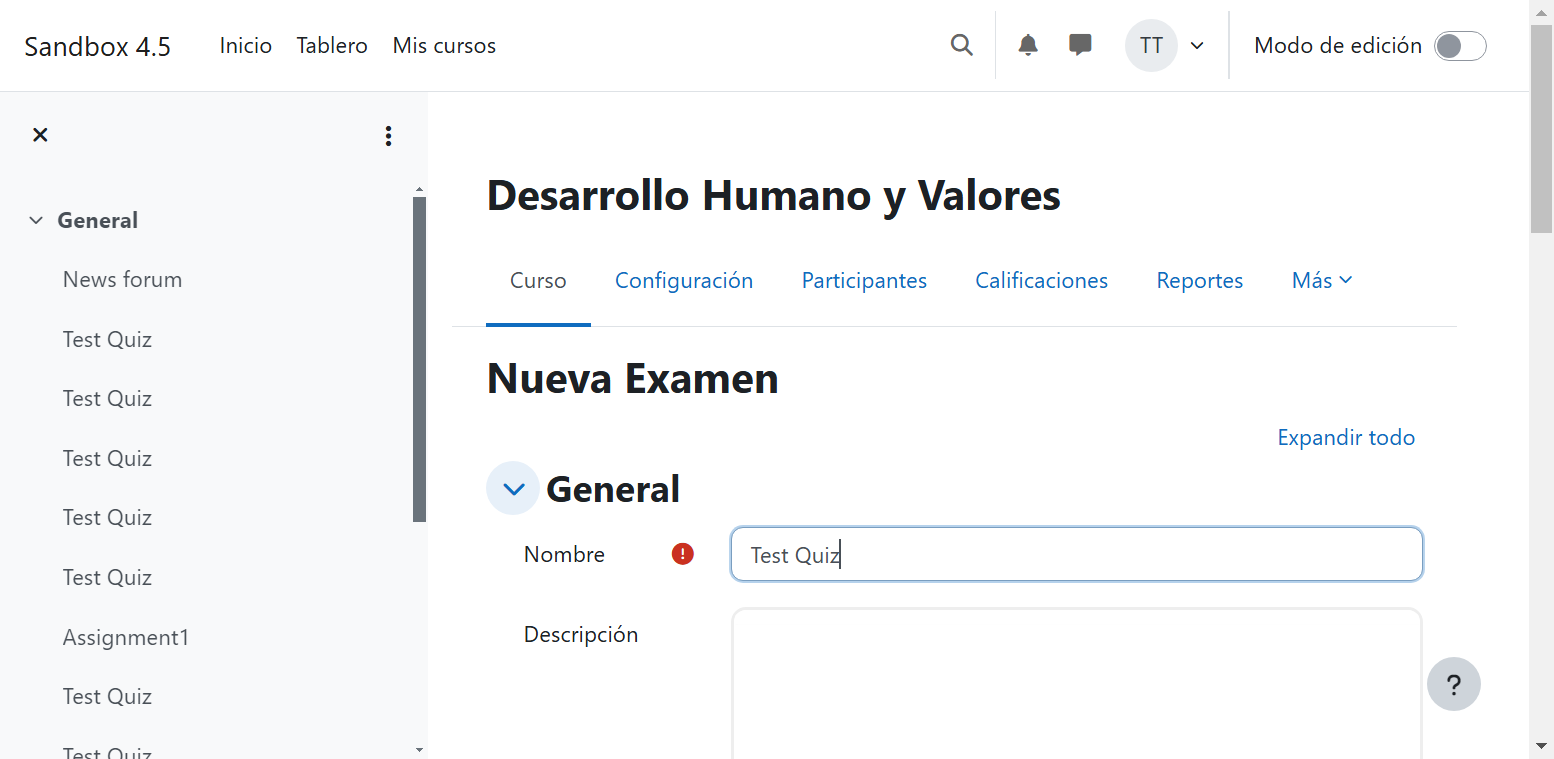 Sandbox 4.5 Inicio Tablero Mis cursos TT Modo de edición
General
News forum
Test Quiz
Test Quiz
Test Quiz
Test Quiz
Test Quiz
Assignment1
Test Quiz
Test Quiz
Desarrollo Humano y Valores
Curso Configuración Participantes Calificaciones Reportes Más
Nueva Examen
Expandir todo
General
Nombre Test Quiz
Descripción
?